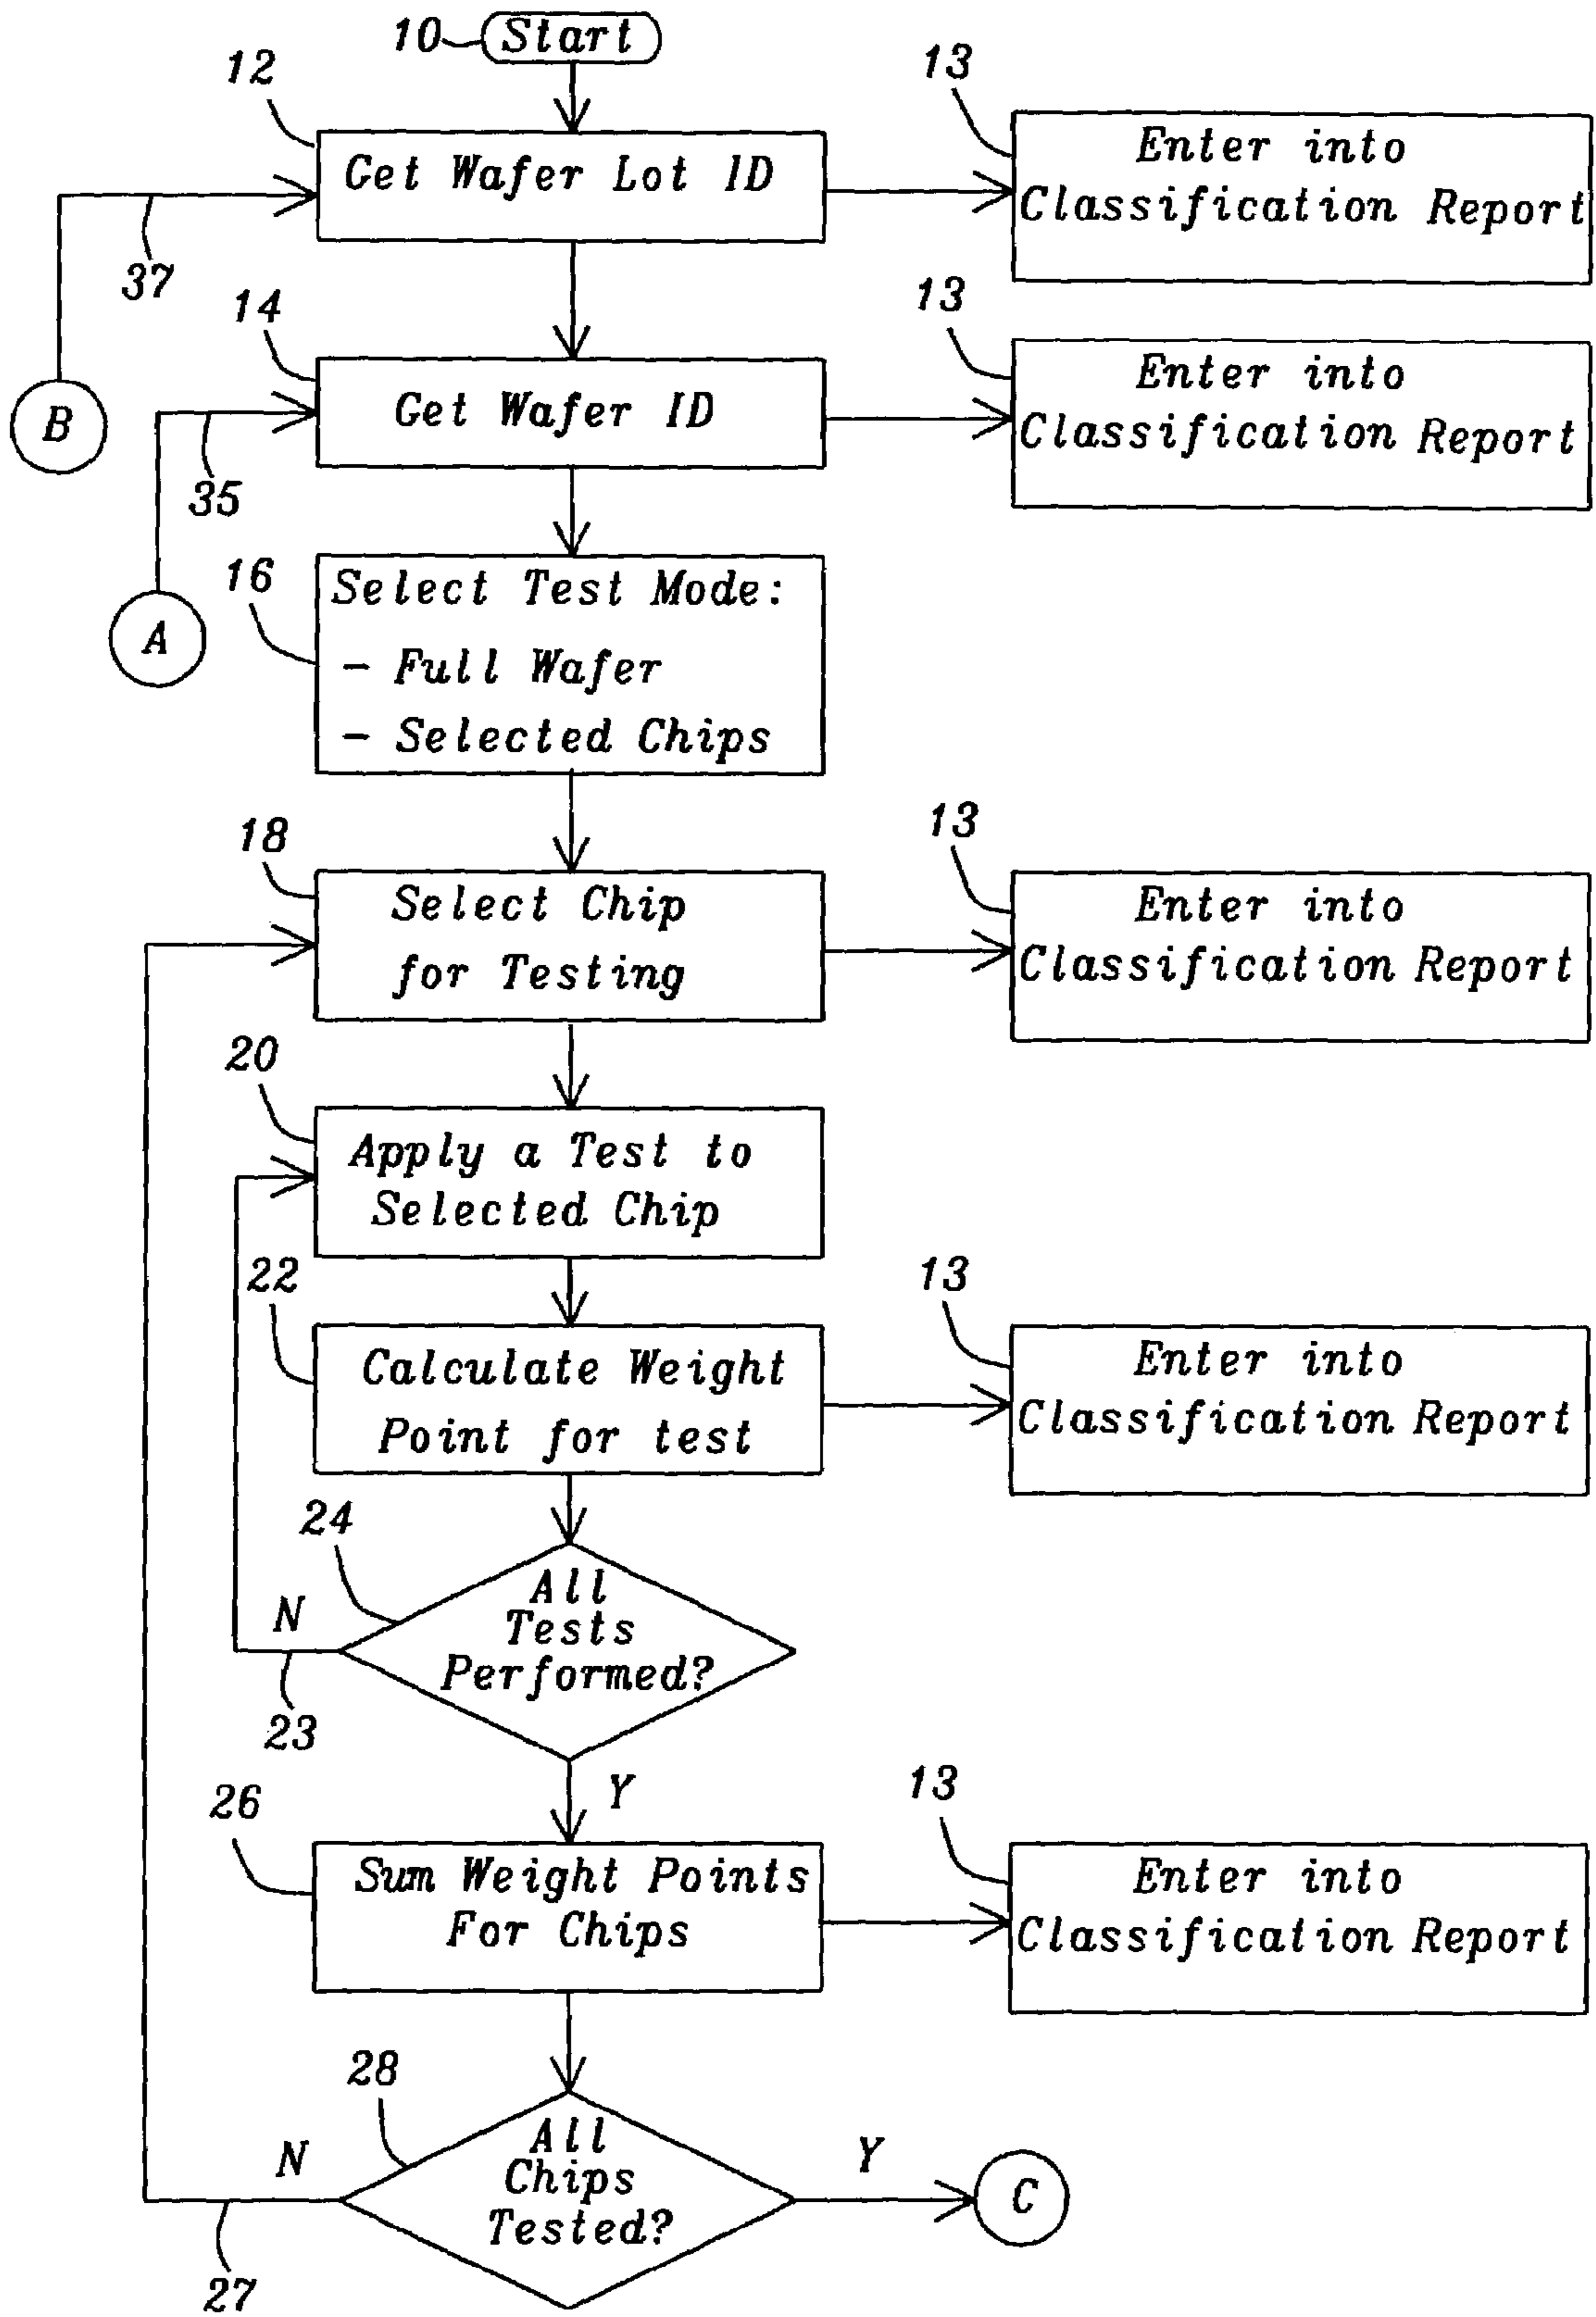 10
Start
12
13
Get Wafer Lot ID
Enter into
Classification Report
37
14
13
Get Wafer ID
Enter into
Classification Report
B
35
16
Select Test Mode:
- Full Wafer
- Selected Chips
A
18
13
Select Chip
for Testing
Enter into
Classification Report
20
Apply a Test to
Selected Chip
22
13
Calculate Weight
Point for test
Enter into
Classification Report
24
All
Tests
Performed?
N
23
Y
26
13
Sum Weight Points
For Chips
Enter into
Classification Report
28
All
Chips
Tested?
N
Y
C
27